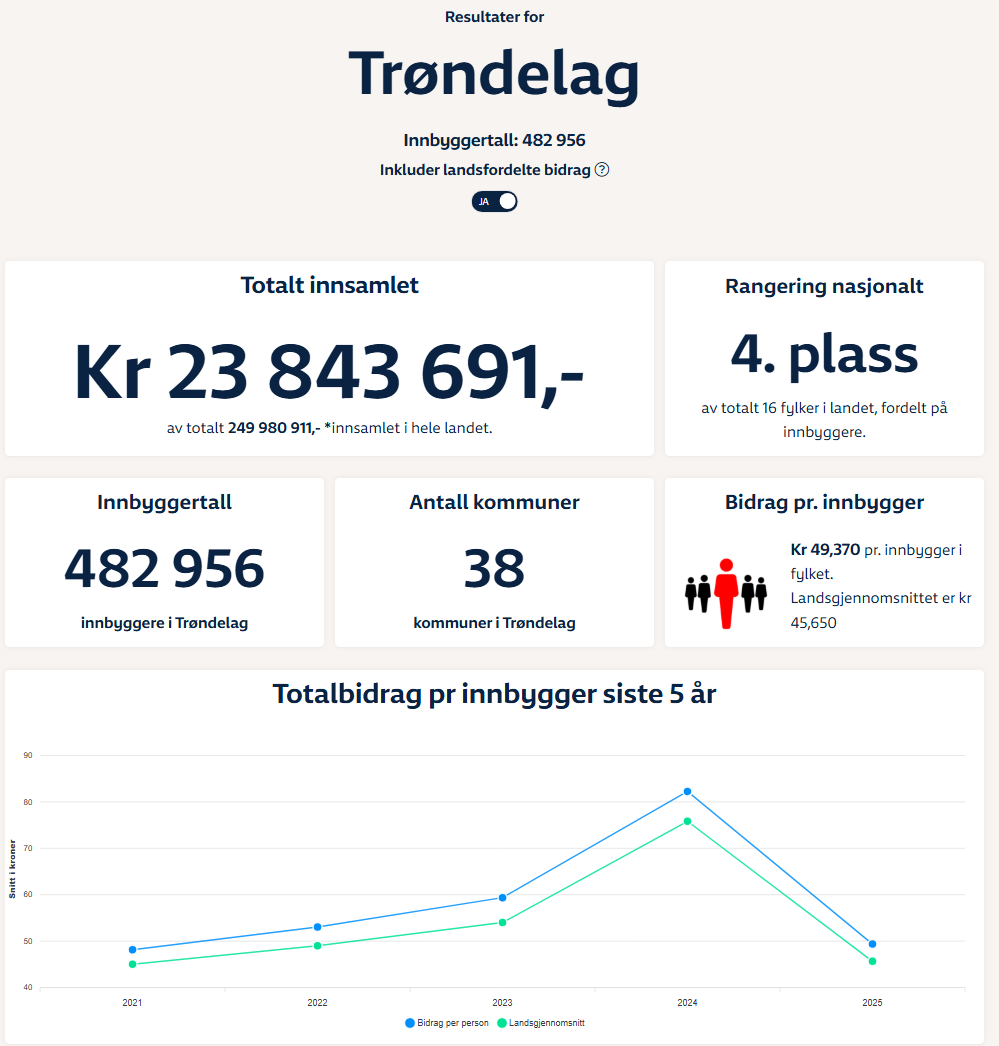 Resultater for
Trøndelag
Innbyggertall: 482 956
Inkluder landsfordelte bidrag ?
JA
Totalt innsamlet
Kr 23 843 691,-
av totalt 249 980 911,- *innsamlet i hele landet.
Rangering nasjonalt
4. plass
av totalt 16 fylker i landet, fordelt på
innbyggere.
Innbyggertall
482 956
innbyggere i Trøndelag
Antall kommuner
38
kommuner i Trøndelag
Bidrag pr. innbygger
Kr 49,370 pr. innbygger i
fylket.
Landsgjennomsnittet er kr
45,650
Totalbidrag pr innbygger siste 5 år
Snitt i kroner
90
80
70
60
50
40
2021
2022
2023
2024
2025
Bidrag per person
Landsgjennomsnitt